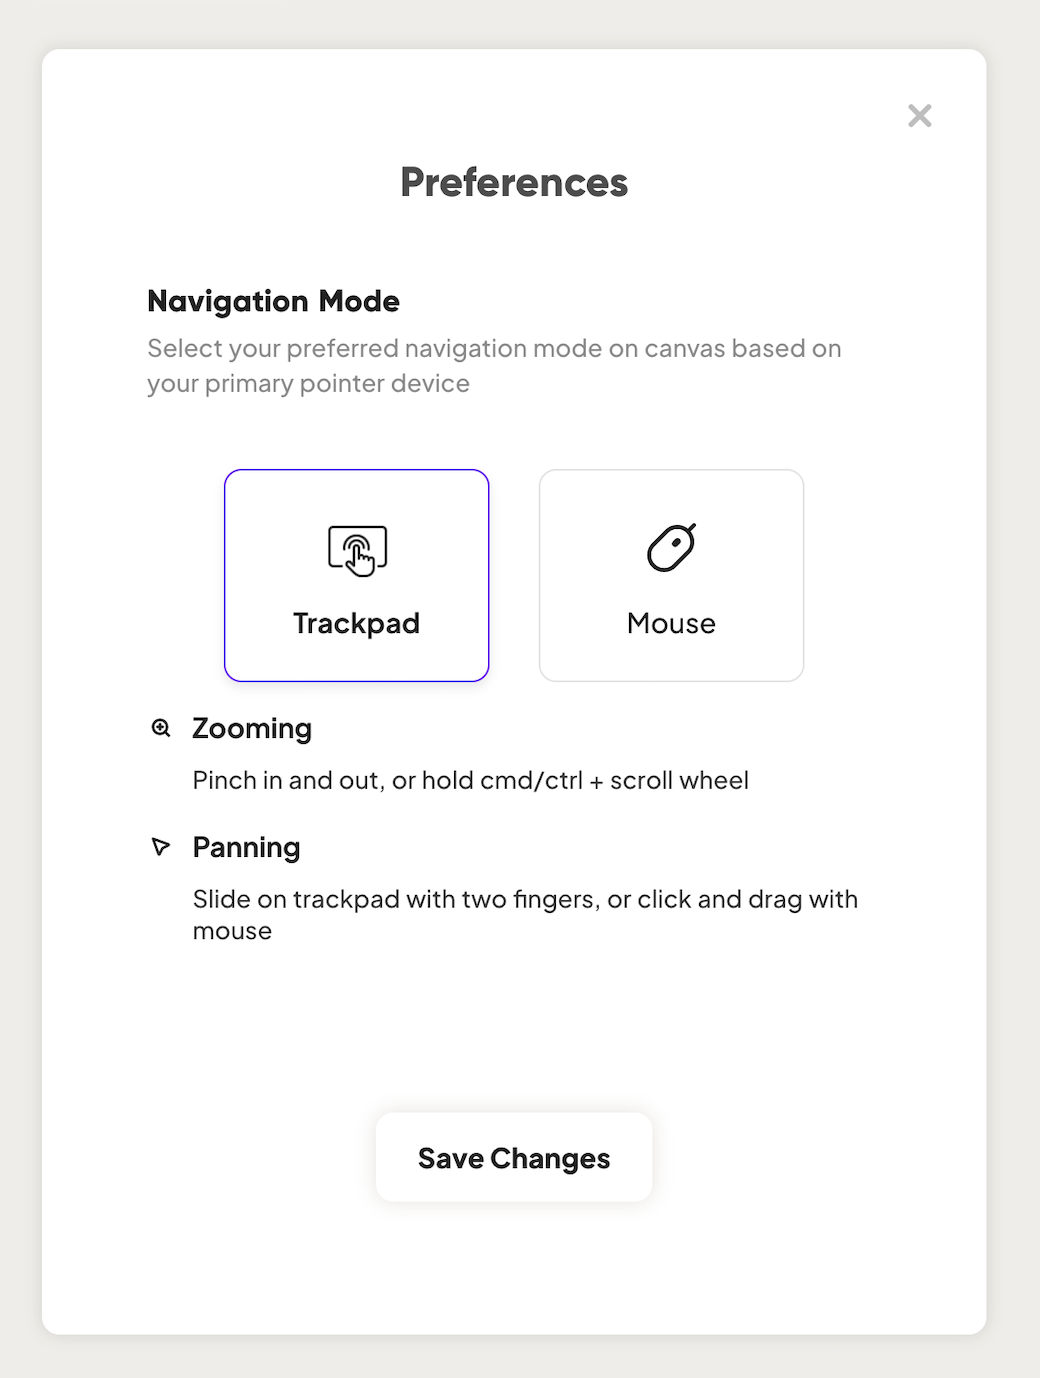 Preferences
Navigation Mode
Select your preferred navigation mode on canvas based on
your primary pointer device
Trackpad
Mouse
Zooming
Pinch in and out, or hold cmd/ctrl + scroll wheel
Panning
Slide on trackpad with two fingers, or click and drag with
mouse
Save Changes